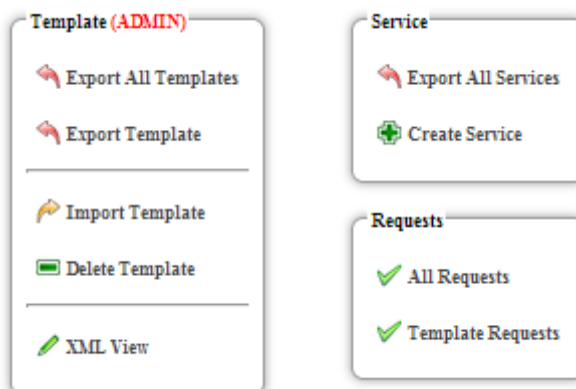 Template (ADMIN)
Export All Templates
Export Template
Import Template
Delete Template
XML View
Service
Export All Services
Create Service
Requests
All Requests
Template Requests